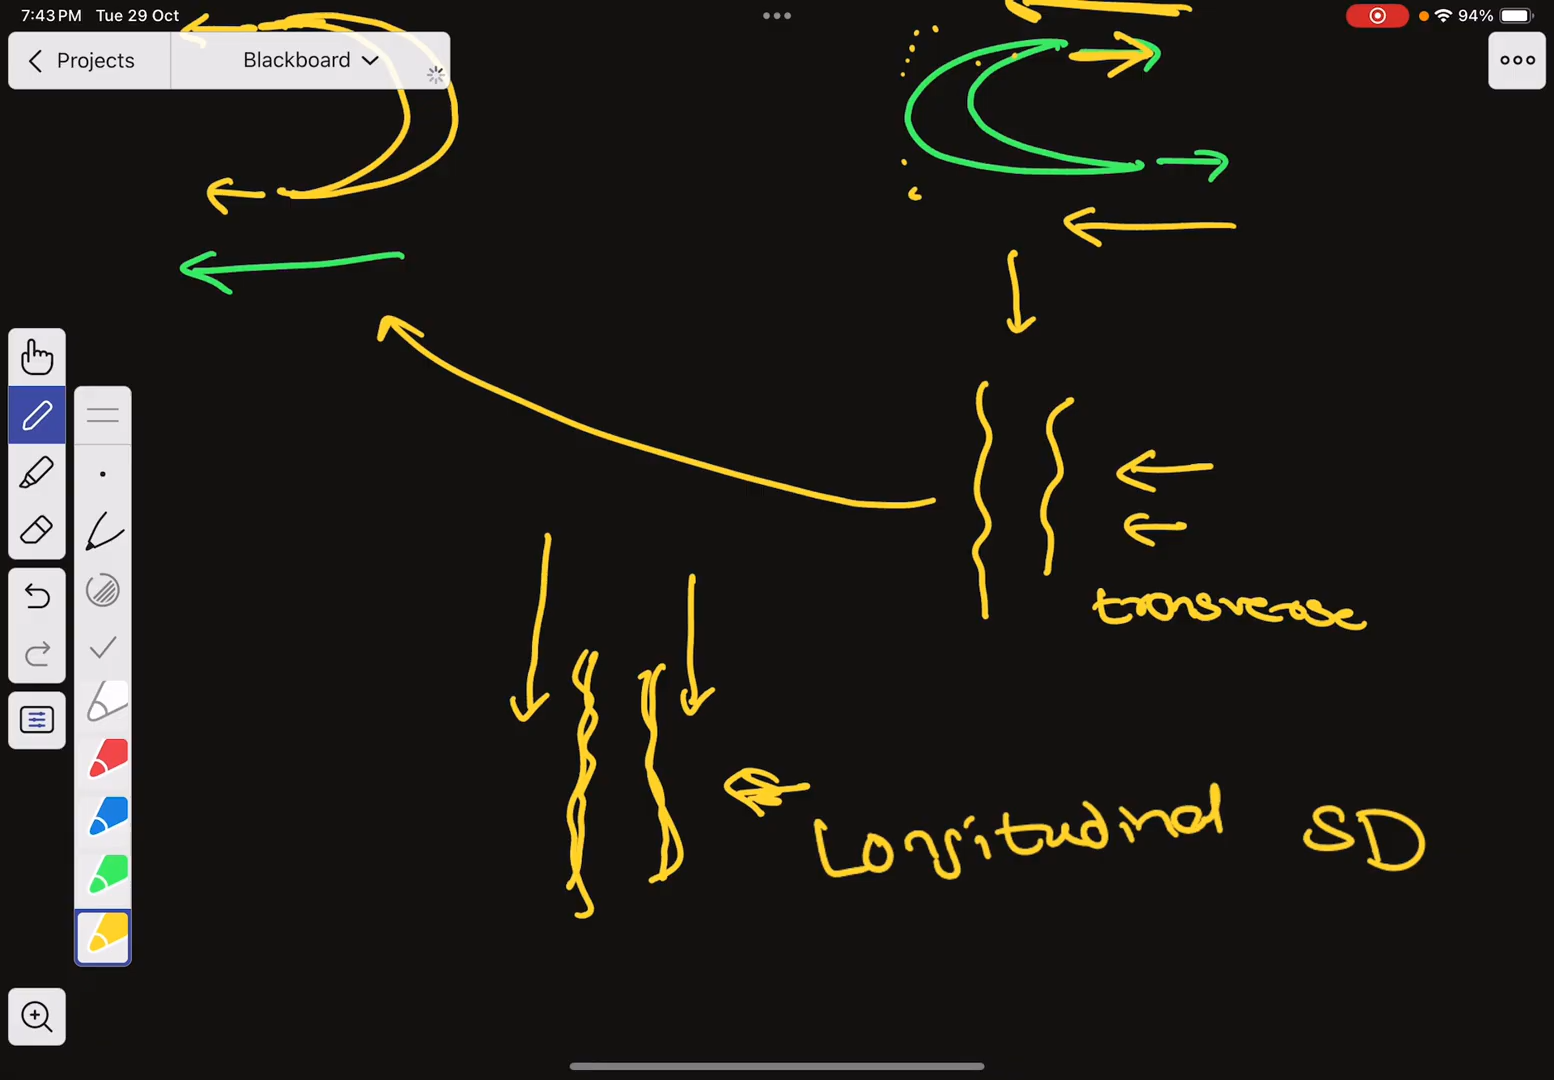 7:43 PM Tue 29 Oct
94%
Projects
Blackboard
transverse
Longitudinal SD